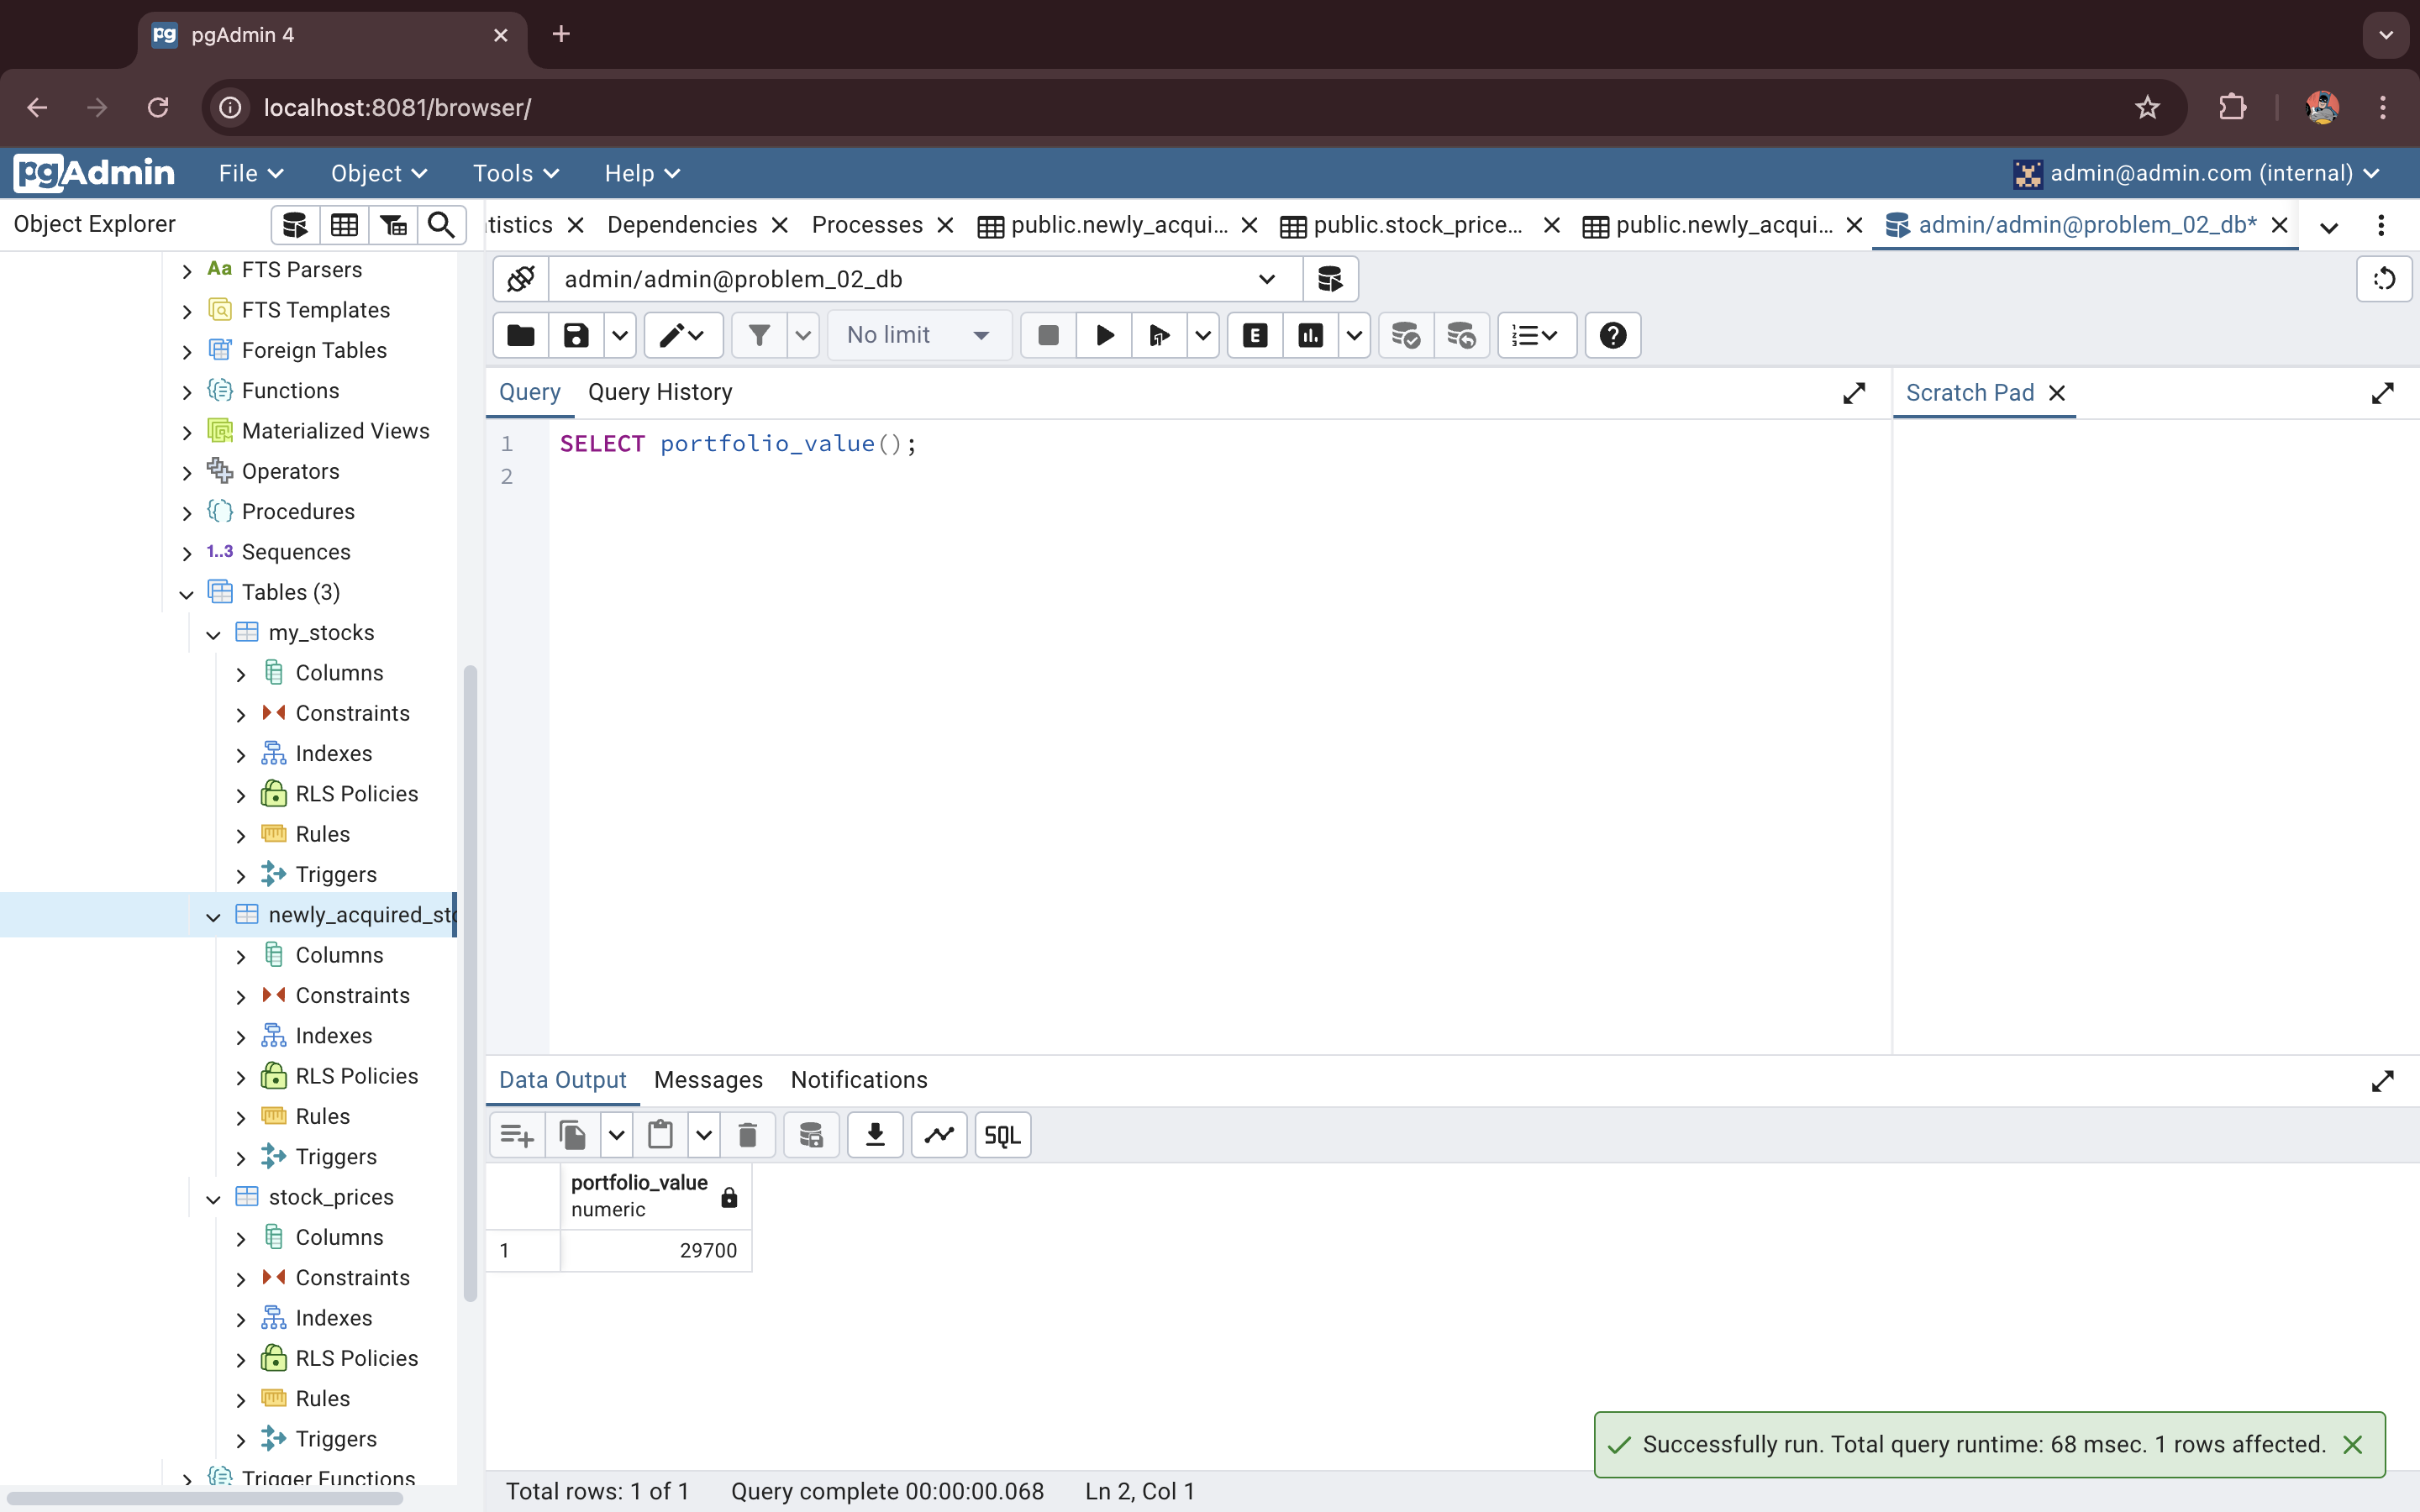 pgAdmin 4
localhost:8081/browser/
pgAdmin File Object Tools Help admin@admin.com (internal)
Object Explorer
tistics Dependencies Processes public.newly_acqui... public.stock_price... public.newly_acqui... admin/admin@problem_02_db*
admin/admin@problem_02_db
No limit
E
Query Query History
Scratch Pad
1 SELECT portfolio_value();
2
FTS Parsers
FTS Templates
Foreign Tables
Functions
Materialized Views
Operators
Procedures
1..3 Sequences
Tables (3)
my_stocks
Columns
Constraints
Indexes
RLS Policies
Rules
Triggers
newly_acquired_sto
Columns
Constraints
Indexes
RLS Policies
Rules
Triggers
stock_prices
Columns
Constraints
Indexes
RLS Policies
Rules
Triggers
Trigger Functions
Data Output Messages Notifications
SQL
portfolio_value
numeric
1 29700
Successfully run. Total query runtime: 68 msec. 1 rows affected.
Total rows: 1 of 1 Query complete 00:00:00.068 Ln 2, Col 1